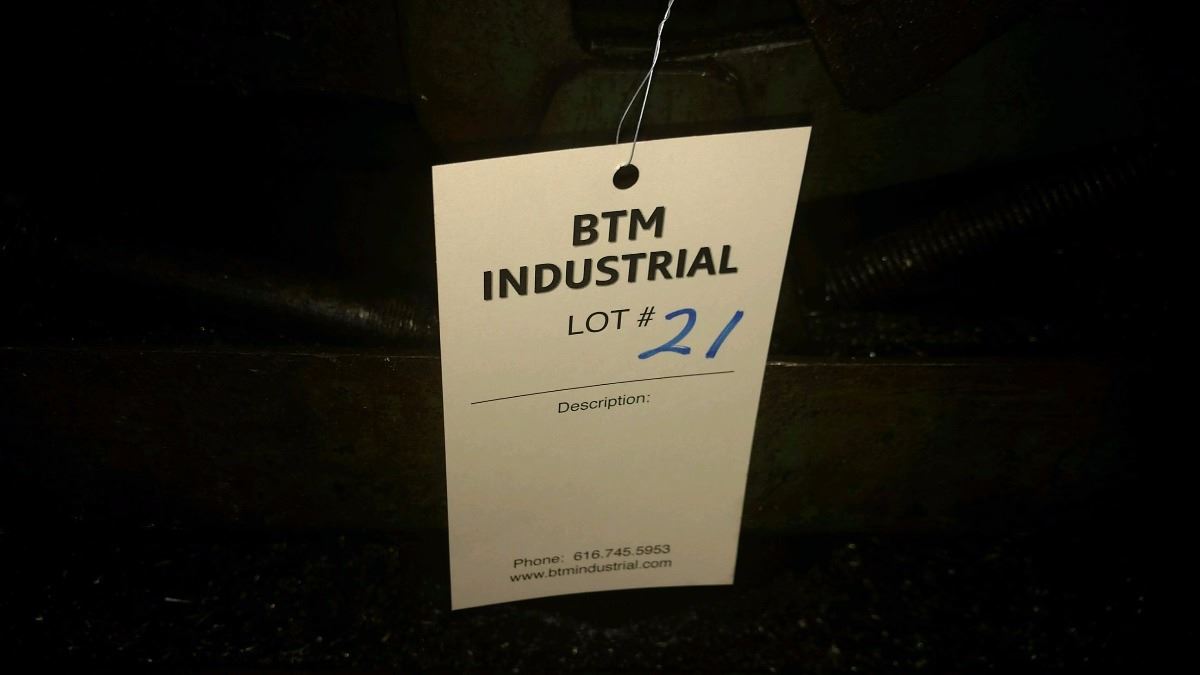 BTM
INDUSTRIAL
LOT # 21
Description:
Phone: 616.745.5953
www.btmindustrial.com